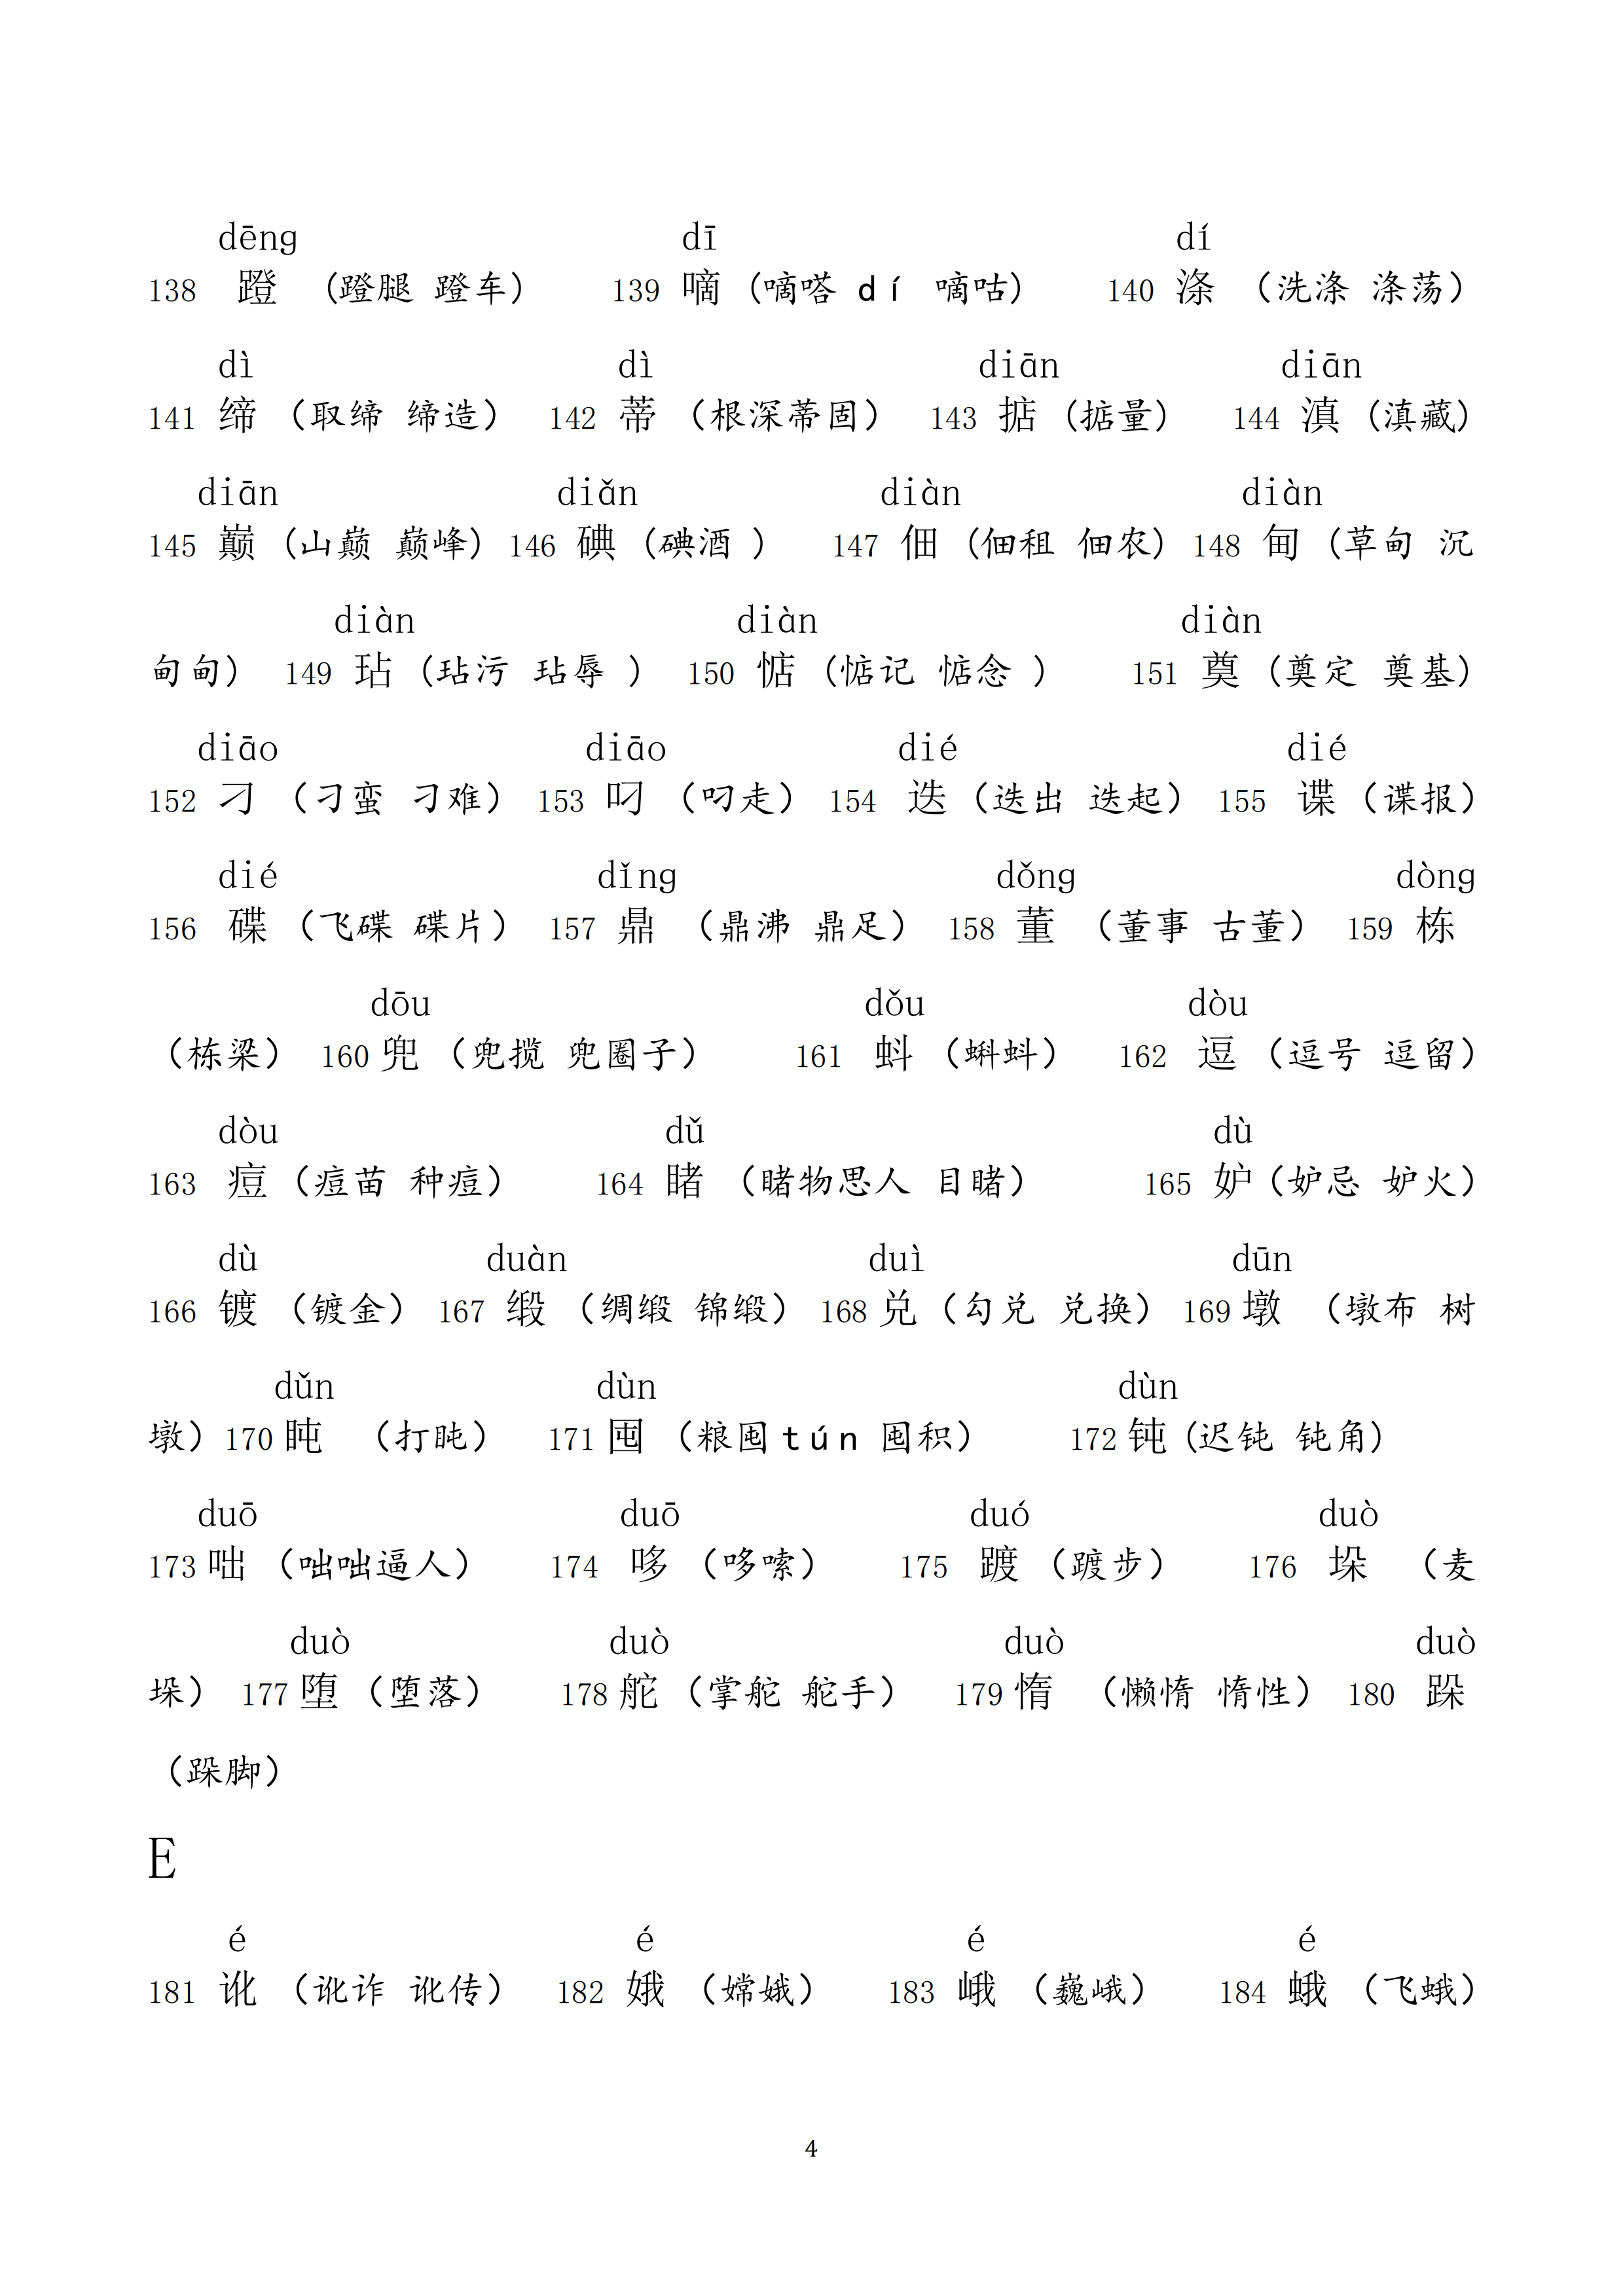 dēng dī dí
138 蹬 (蹬腿 蹬车) 139 嘀 (嘀嗒 dí 嘀咕) 140 涤 （洗涤 涤荡）
dì dì diān diān
141 缔 （取缔 缔造） 142 蒂 （根深蒂固） 143 掂 (掂量) 144 滇 (滇藏)
diān diǎn diàn diàn
145 巅 (山巅 巅峰) 146 碘 (碘酒 ) 147 佃 (佃租 佃农) 148 甸 (草甸 沉
diàn diàn diàn
甸甸) 149 玷 (玷污 玷辱 ) 150 惦 (惦记 惦念 ) 151 奠 (奠定 奠基)
diāo diāo dié dié
152 刁 （刁蛮 刁难） 153 叼 （叼走） 154 迭 （迭出 迭起） 155 谍 （谍报）
dié dǐng dǒng dòng
156 碟 （飞碟 碟片） 157 鼎 （鼎沸 鼎足） 158 董 （董事 古董） 159 栋
dōu dǒu dòu
（栋梁） 160 兜 （兜揽 兜圈子） 161 蚪 （蝌蚪） 162 逗 （逗号 逗留）
dòu dǔ dù
163 痘 （痘苗 种痘） 164 睹 （睹物思人 目睹） 165 妒 （妒忌 妒火）
dù duàn duì dūn
166 镀 （镀金） 167 缎 （绸缎 锦缎） 168 兑 （勾兑 兑换） 169 墩 （墩布 树
dǔn dùn dùn
墩）170 盹 （打盹） 171 囤 （粮囤 tún 囤积） 172 钝 (迟钝 钝角)
duō duō duó duò
173 咄 （咄咄逼人） 174 哆 （哆嗦） 175 踱 （踱步） 176 垛 （麦
duò duò duò duò
垛） 177 堕 （堕落） 178 舵 （掌舵 舵手） 179 惰 （懒惰 惰性） 180 跺
（跺脚）
E
é é é é
181 讹 （讹诈 讹传） 182 娥 （嫦娥） 183 峨 （巍峨） 184 蛾 （飞蛾）
4